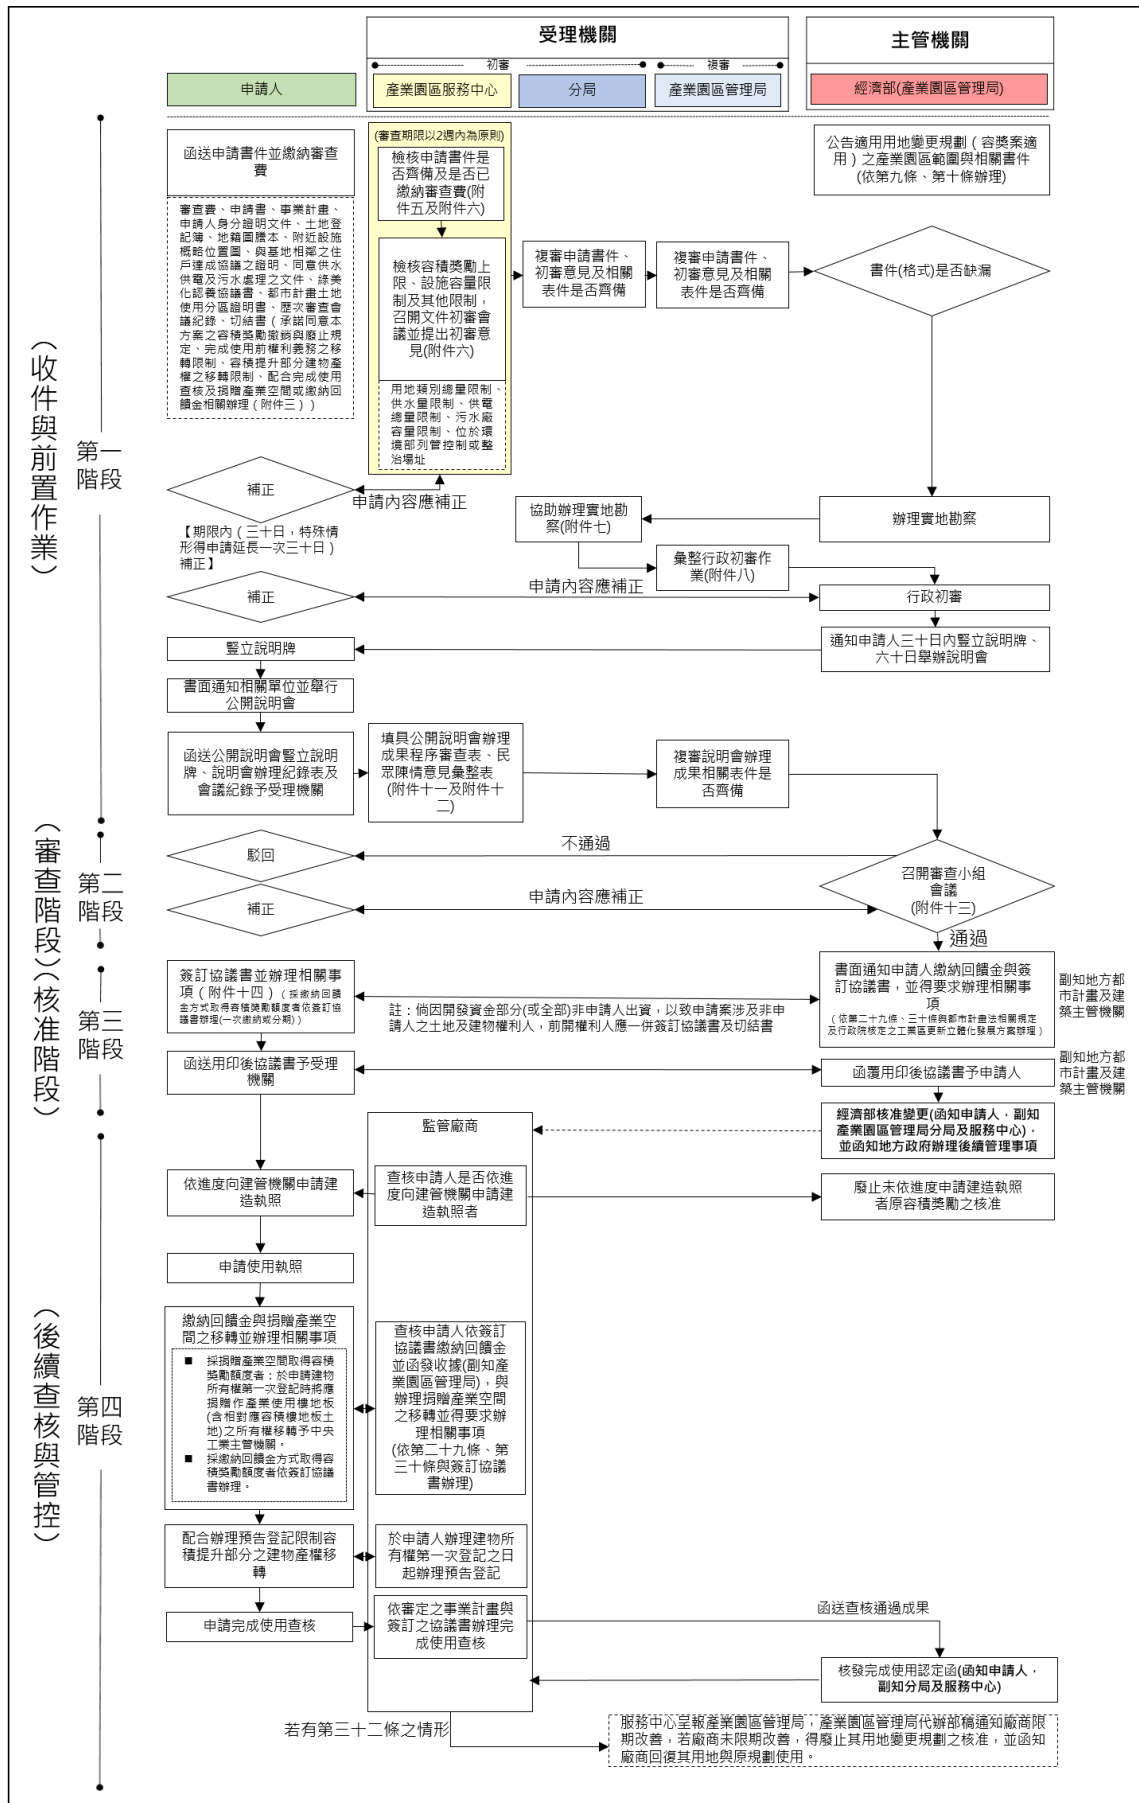 受理機關
主管機關
初審
複審
申請人
產業園區服務中心
分局
產業園區管理局
經濟部(產業園區管理局)
(收件與前置作業)
第一
階段
函送申請書件並繳納審查
費
審查費、申請書、事業計畫、
申請人身分證明文件、土地登
記簿、地籍圖謄本、附近設施
概略位置圖、與基地相鄰之住
戶達成協議之證明、同意供水
供電及污水處理之文件、綠美
化認養協議書、都市計畫土地
使用分區證明書、歷次審查會
議紀錄、切結書(承諾同意本
方案之容積獎勵撤銷與廢止規
定、完成使用前權利義務之移
轉限制、容積提升部分建物產
權之移轉限制、配合完成使用
查核及捐贈產業空間或繳納回
饋金相關辦理(附件三))
(審查期限以2週內為原則)
檢核申請書件是
否齊備及是否已
繳納審查費(附
件五及附件六)
檢核容積獎勵上
限、設施容量限
制及其他限制,
召開文件初審會
議並提出初審意
見(附件六)
用地類別總量限制、
供水量限制、供電
總量限制、污水廠
容量限制、位於環
境部列管控制或整
治場址
複審申請書件、
初審意見及相關
表件是否齊備
複審申請書件、
初審意見及相關
表件是否齊備
公告適用用地變更規劃(容獎案適
用)之產業園區範圍與相關書件
(依第九條、第十條辦理)
書件(格式)是否缺漏
補正
申請內容應補正
【期限內(三十日,特殊情
形得申請延長一次三十日)
補正】
協助辦理實地勘
察(附件七)
辦理實地勘察
彙整行政初審作
業(附件八)
補正
申請內容應補正
行政初審
豎立說明牌
通知申請人三十日內豎立說明牌、
六十日舉辦說明會
書面通知相關單位並舉行
公開說明會
函送公開說明會豎立說明
牌、說明會辦理紀錄表及
會議紀錄予受理機關
填具公開說明會辦理
成果程序審查表、民
眾陳情意見彙整表
(附件十一及附件十
二)
複審說明會辦理
成果相關表件是
否齊備
(審查階段)
第二
階段
駁回
不通過
召開審查小組
會議
(附件十三)
補正
申請內容應補正
通過
(核准階段)
第三
階段
簽訂協議書並辦理相關事
項(附件十四)(採繳納回饋
金方式取得容積獎勵額度者依簽訂協
議書辦理(一次繳納或分期))
註:倘因開發資金部分(或全部)非申請人出資,以致申請案涉及非申
請人之土地及建物權利人,前開權利人應一併簽訂協議書及切結書
書面通知申請人繳納回饋金與簽
訂協議書,並得要求辦理相關事
項
(依第二十九條、三十條與都市計畫法相關規定
及行政院核定之工業區更新立體化發展方案辦理)
副知地方都
市計畫及建
築主管機關
函送用印後協議書予受理
機關
函覆用印後協議書予申請人
副知地方都
市計畫及建
築主管機關
(後續查核與管控)
第四
階段
監管廠商
經濟部核准變更(函知申請人,副知
產業園區管理局分局及服務中心),
並函知地方政府辦理後續管理事項
依進度向建管機關申請建
造執照
查核申請人是否依進
度向建管機關申請建
造執照者
廢止未依進度申請建造執照
者原容積獎勵之核准
申請使用執照
繳納回饋金與捐贈產業空
間之移轉並辦理相關事項
■ 採捐贈產業空間取得容積
獎勵額度者:於申請建物
所有權第一次登記時將應
捐贈作產業使用樓地板
(含相對應容積樓地板土
地)之所有權移轉予中央
工業主管機關。
■ 採繳納回饋金方式取得容
積獎勵額度者依簽訂協議
書辦理。
查核申請人依簽訂
協議書繳納回饋金
並函發收據(副知產
業園區管理局),與
辦理捐贈產業空間
之移轉並得要求辦
理相關事項
(依第二十九條、第
三十條與簽訂協議
書辦理)
配合辦理預告登記限制容
積提升部分之建物產權移
轉
於申請人辦理建物所
有權第一次登記之日
起辦理預告登記
申請完成使用查核
依審定之事業計畫與
簽訂之協議書辦理完
成使用查核
函送查核通過成果
核發完成使用認定函(函知申請人,
副知分局及服務中心)
若有第三十二條之情形
服務中心呈報產業園區管理局,產業園區管理局代辦部稿通知廠商限
期改善,若廠商未限期改善,得廢止其用地變更規劃之核准,並函知
廠商回復其用地與原規劃使用。